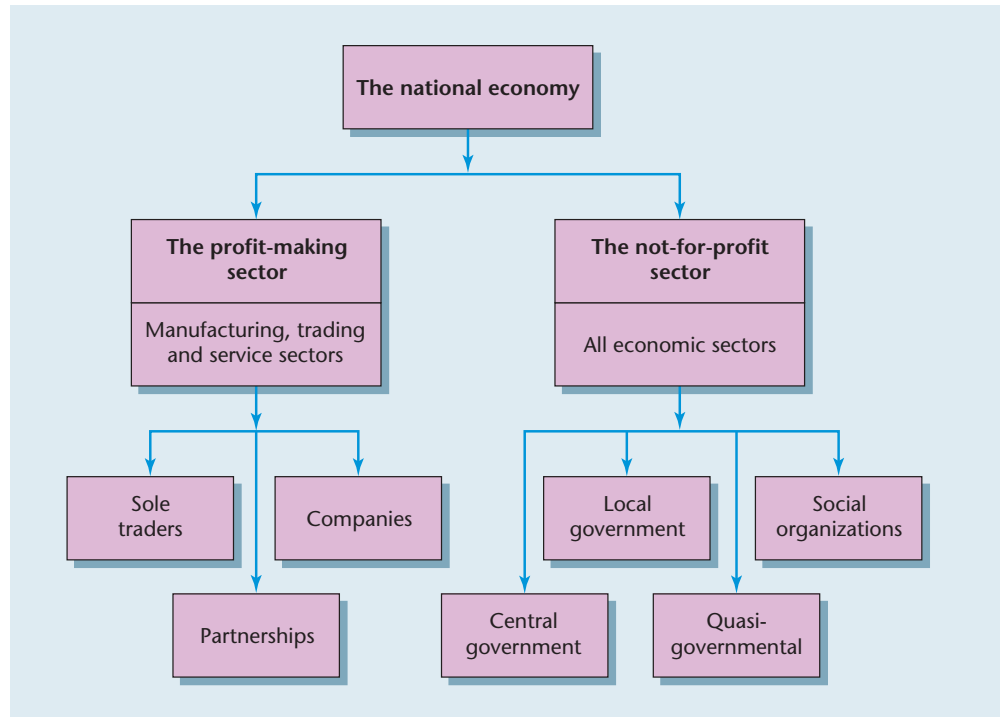 The national economy
The profit-making
sector
Manufacturing, trading
and service sectors
The not-for-profit
sector
All economic sectors
Sole
traders
Companies
Local
government
Social
organizations
Partnerships
Central
government
Quasi-
governmental